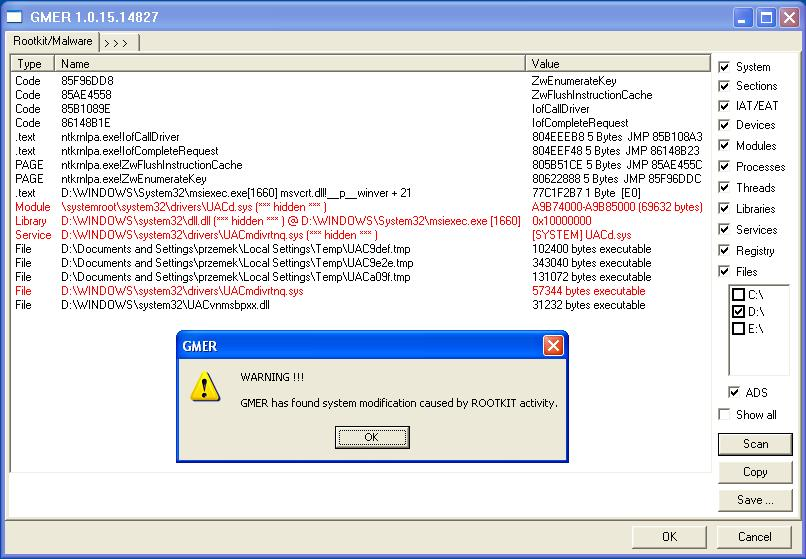 GMER 1.0.15.14827
Rootkit/Malware > > >
Type Name Value
Code 85F96DD8 ZwEnumerateKey
Code 85AE4558 ZwFlushInstructionCache
Code 85B1089E IofCallDriver
Code 86148B1E IofCompleteRequest
.text ntkrnlpa.exe!IofCallDriver 804EEEB8 5 Bytes JMP 85B108A3
.text ntkrnlpa.exe!IofCompleteRequest 804EEF48 5 Bytes JMP 86148B23
PAGE ntkrnlpa.exe!ZwFlushInstructionCache 805B51CE 5 Bytes JMP 85AE455C
PAGE ntkrnlpa.exe!ZwEnumerateKey 80622888 5 Bytes JMP 85F96DDC
.text D:\WINDOWS\System32\msiexec.exe[1660] msvcrt.dll!__p__winver + 21 77C1F2B7 1 Byte [E0]
Module \systemroot\system32\drivers\UACd.sys (*** hidden *** ) A9B74000-A9B85000 (69632 bytes)
Library D:\WINDOWS\system32\dll.dll (*** hidden *** ) @ D:\WINDOWS\System32\msiexec.exe [1660] 0x10000000
Service D:\WINDOWS\system32\drivers\UACmdivrtnq.sys (*** hidden *** ) [SYSTEM] UACd.sys
File D:\Documents and Settings\przemek\Local Settings\Temp\UAC9def.tmp 102400 bytes executable
File D:\Documents and Settings\przemek\Local Settings\Temp\UAC9e2e.tmp 343040 bytes executable
File D:\Documents and Settings\przemek\Local Settings\Temp\UACa09f.tmp 131072 bytes executable
File D:\WINDOWS\system32\drivers\UACmdivrtnq.sys 57344 bytes executable
File D:\WINDOWS\system32\UACvnmsbpxx.dll 31232 bytes executable
System
Sections
IAT/EAT
Devices
Modules
Processes
Threads
Libraries
Services
Registry
Files
C:\
D:\
E:\
ADS
Show all
Scan
Copy
Save ...
GMER
WARNING !!!
GMER has found system modification caused by ROOTKIT activity.
OK
OK Cancel